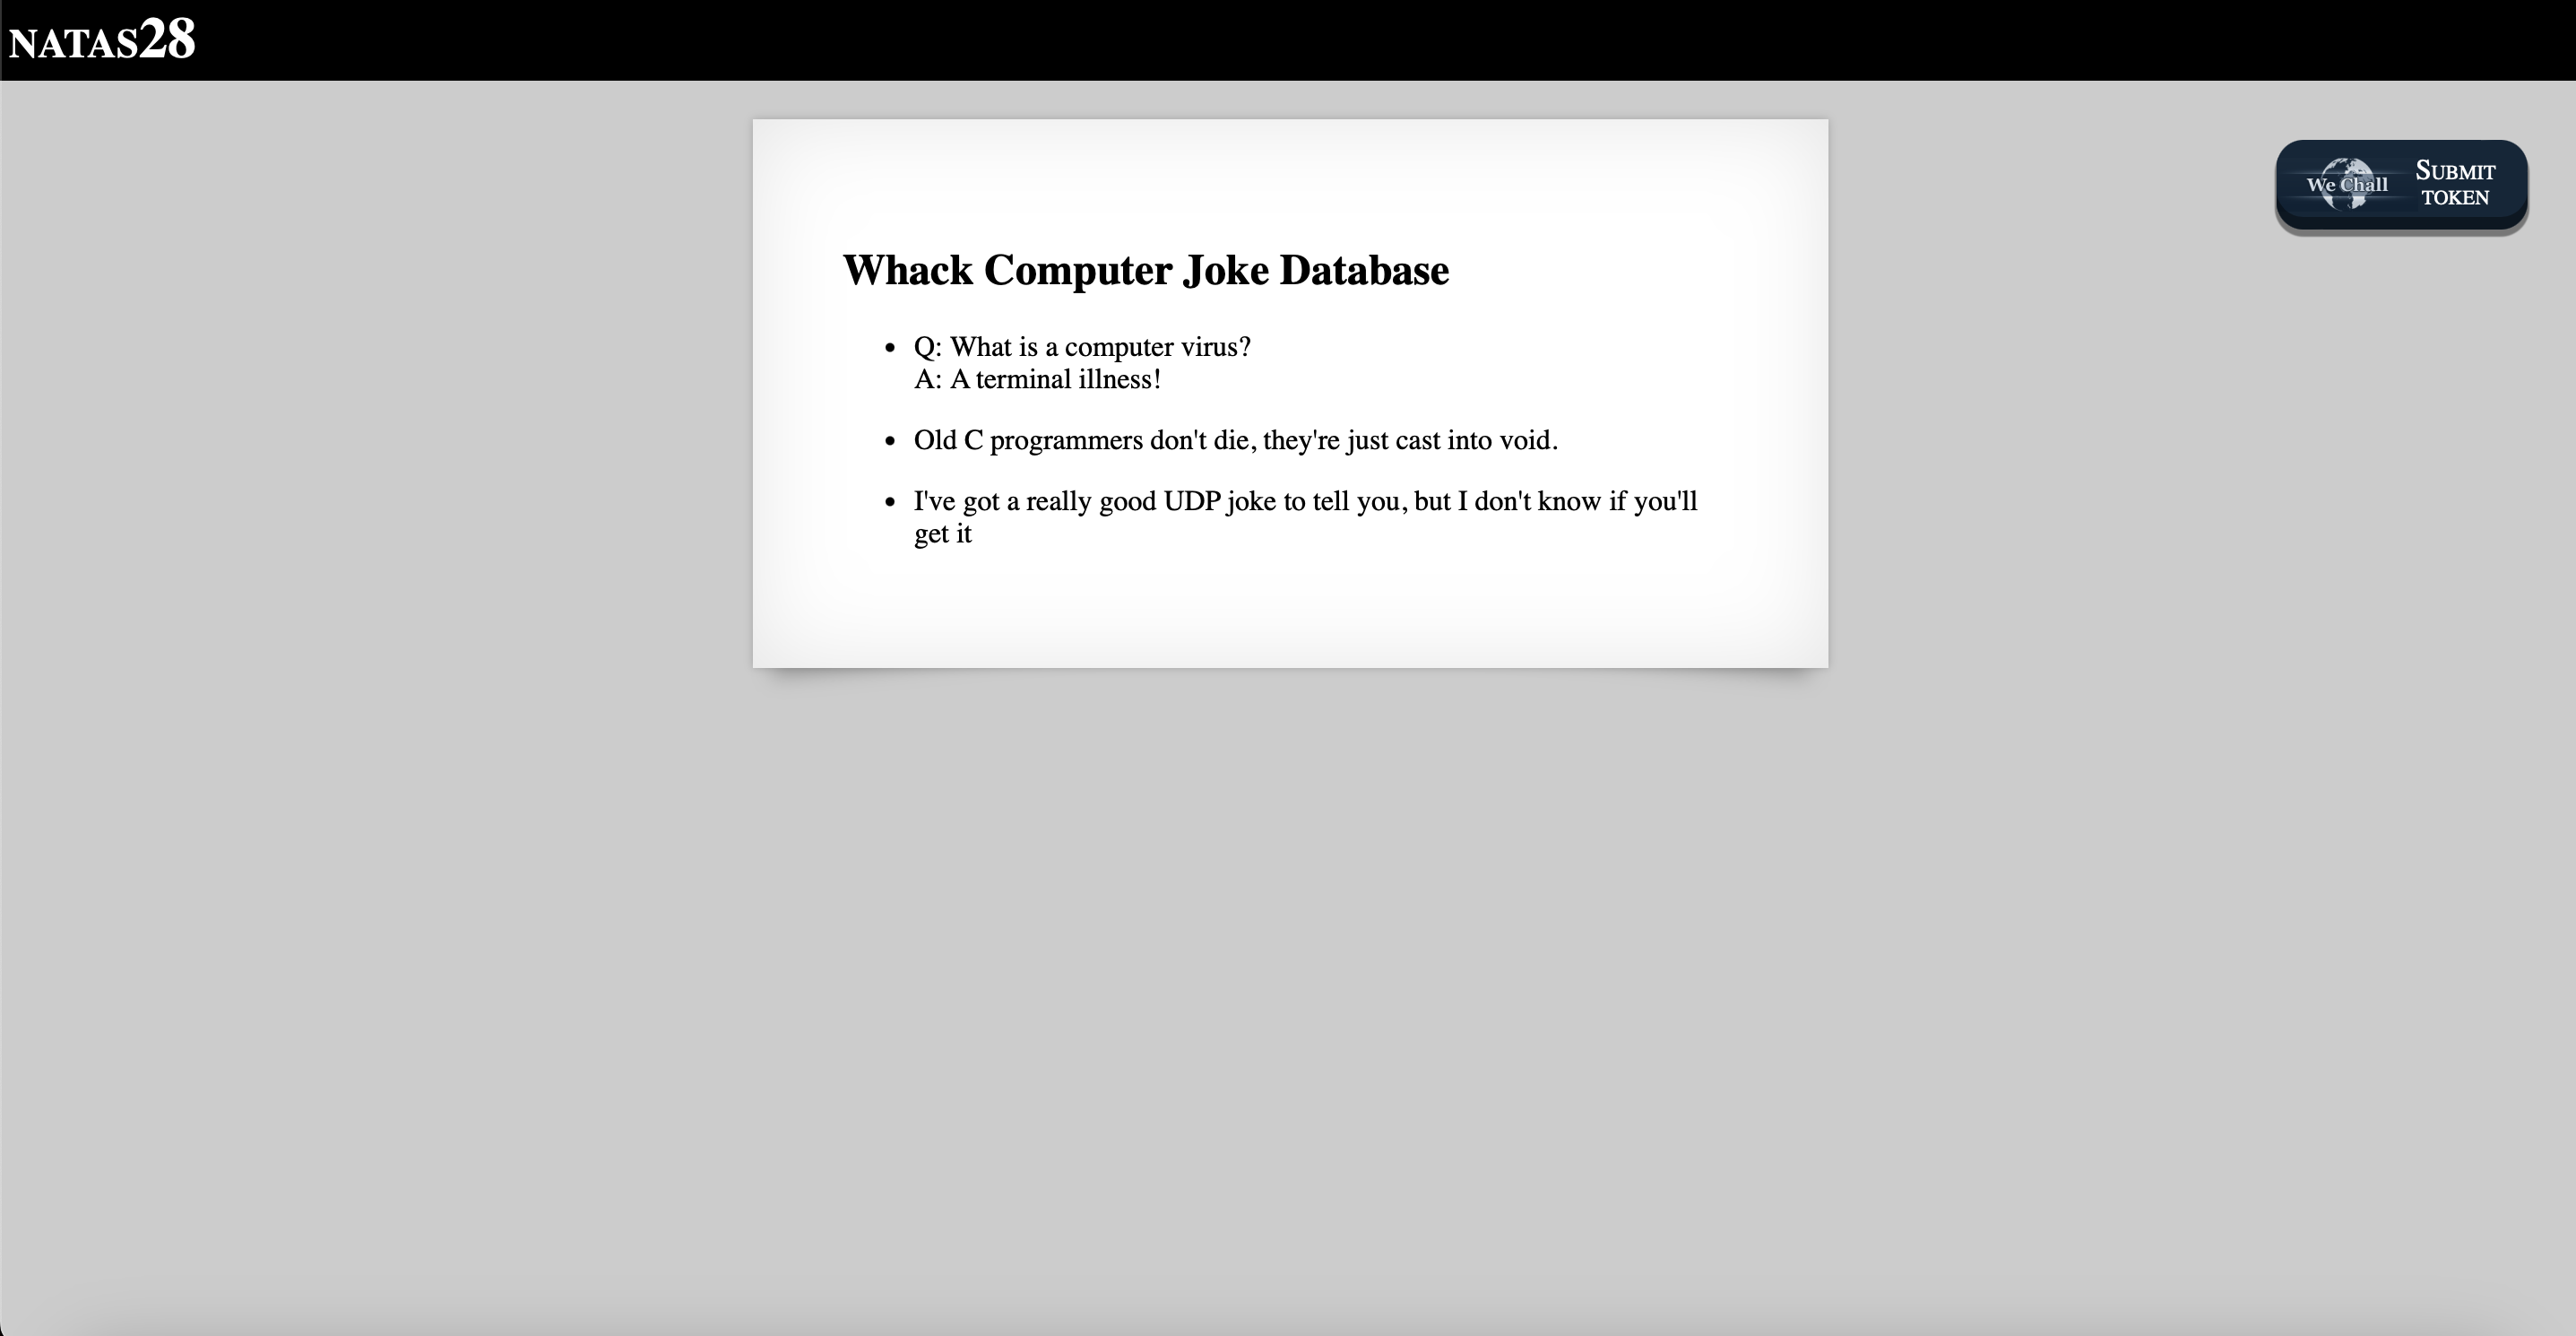 NATAS28
We Chall
SUBMIT
TOKEN
Whack Computer Joke Database
Q: What is a computer virus?
A: A terminal illness!
Old C programmers don't die, they're just cast into void.
I've got a really good UDP joke to tell you, but I don't know if you'll
get it